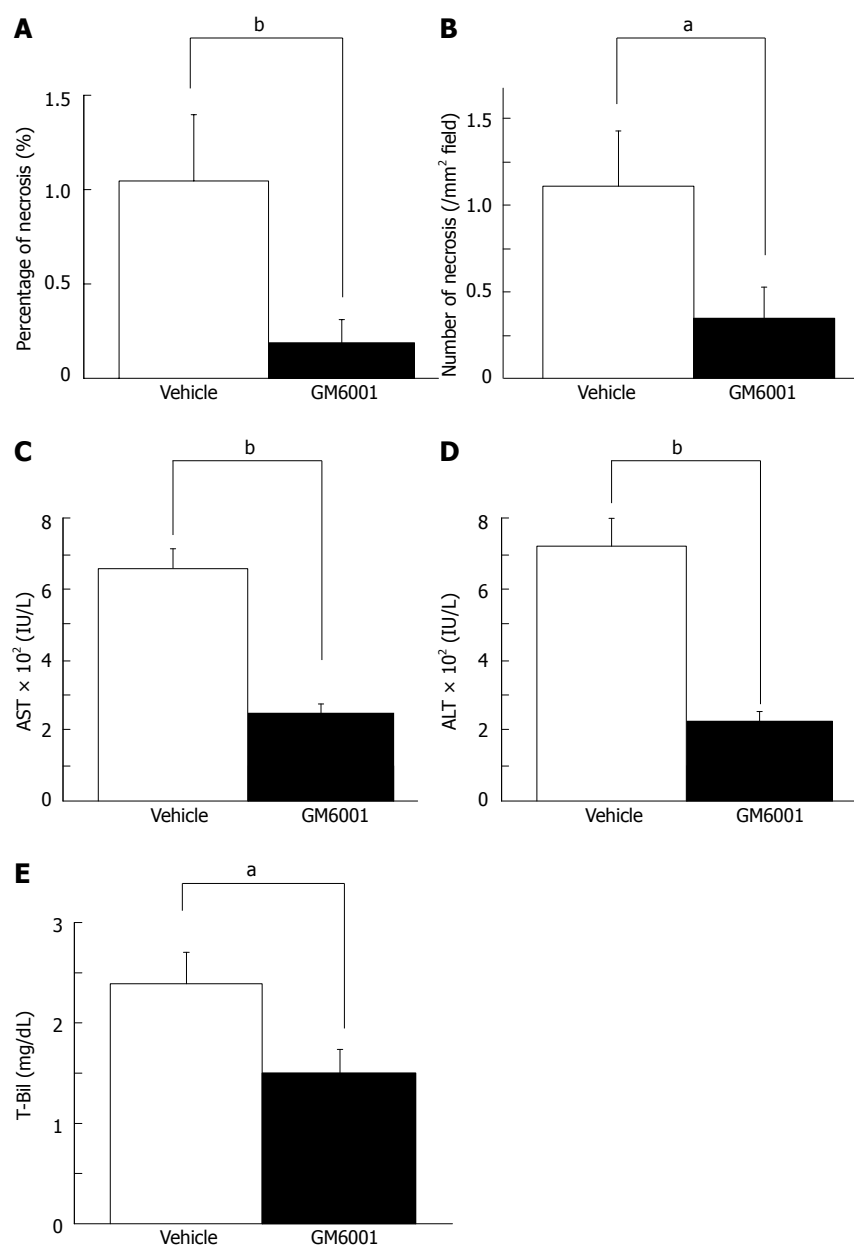 A
b
Percentage of necrosis (%)
1.5
1.0
0.5
0
Vehicle GM6001
B
a
Number of necrosis (/mm² field)
1.5
1.0
0.5
0
Vehicle GM6001
C
b
AST × 10² (IU/L)
8
6
4
2
0
Vehicle GM6001
D
b
ALT × 10² (IU/L)
8
6
4
2
0
Vehicle GM6001
E
a
T-Bil (mg/dL)
3
2
1
0
Vehicle GM6001